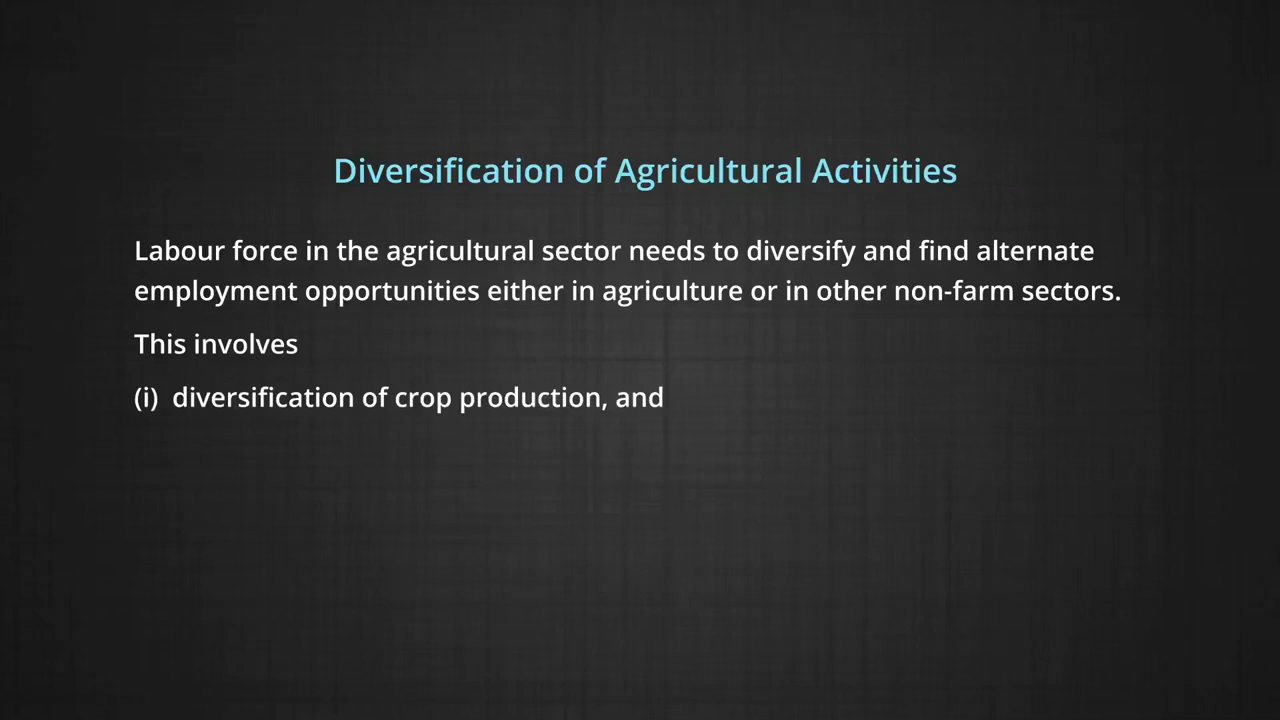 Diversification of Agricultural Activities
Labour force in the agricultural sector needs to diversify and find alternate
employment opportunities either in agriculture or in other non-farm sectors.
This involves
(i) diversification of crop production, and